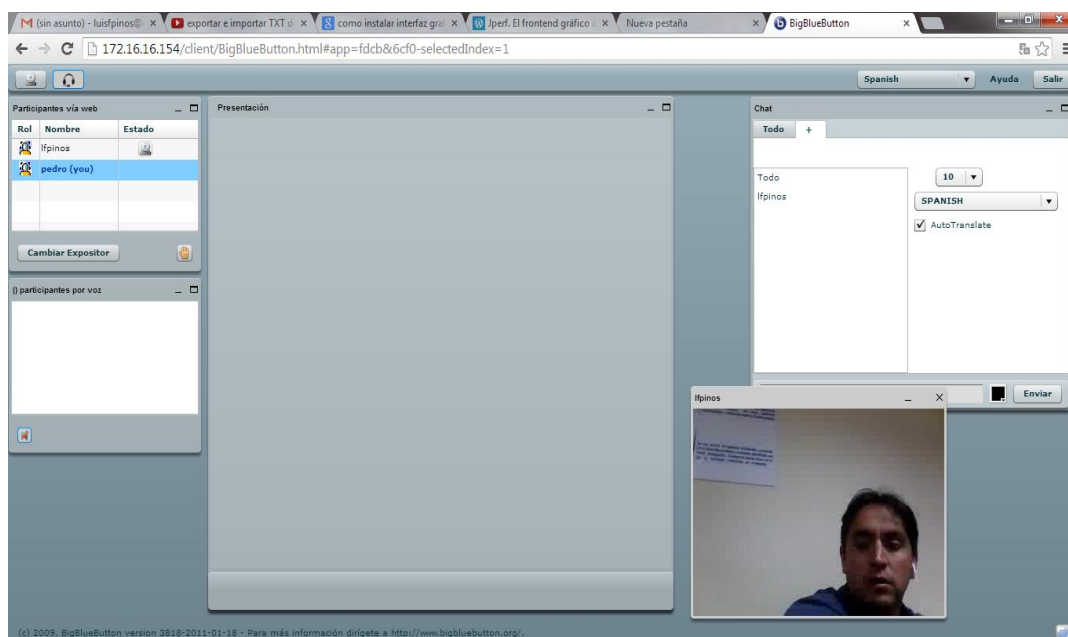 (sin asunto) - luisfpinos@
exportar e importar TXT d
como instalar interfaz gra
Jperf. El frontend gráfico
Nueva pestaña
BigBlueButton
172.16.16.154/client/BigBlueButton.html#app=fdcb&6cf0-selectedIndex=1
Spanish
Ayuda
Salir
Participantes vía web
Rol Nombre Estado
lfpinos
pedro (you)
Cambiar Expositor
() participantes por voz
Presentación
Chat
Todo +
Todo
lfpinos
10
SPANISH
AutoTranslate
Enviar
lfpinos
(c) 2009, BigBlueButton version 3818-2011-01-18 - Para más información dirígete a http://www.bigbluebutton.org/.